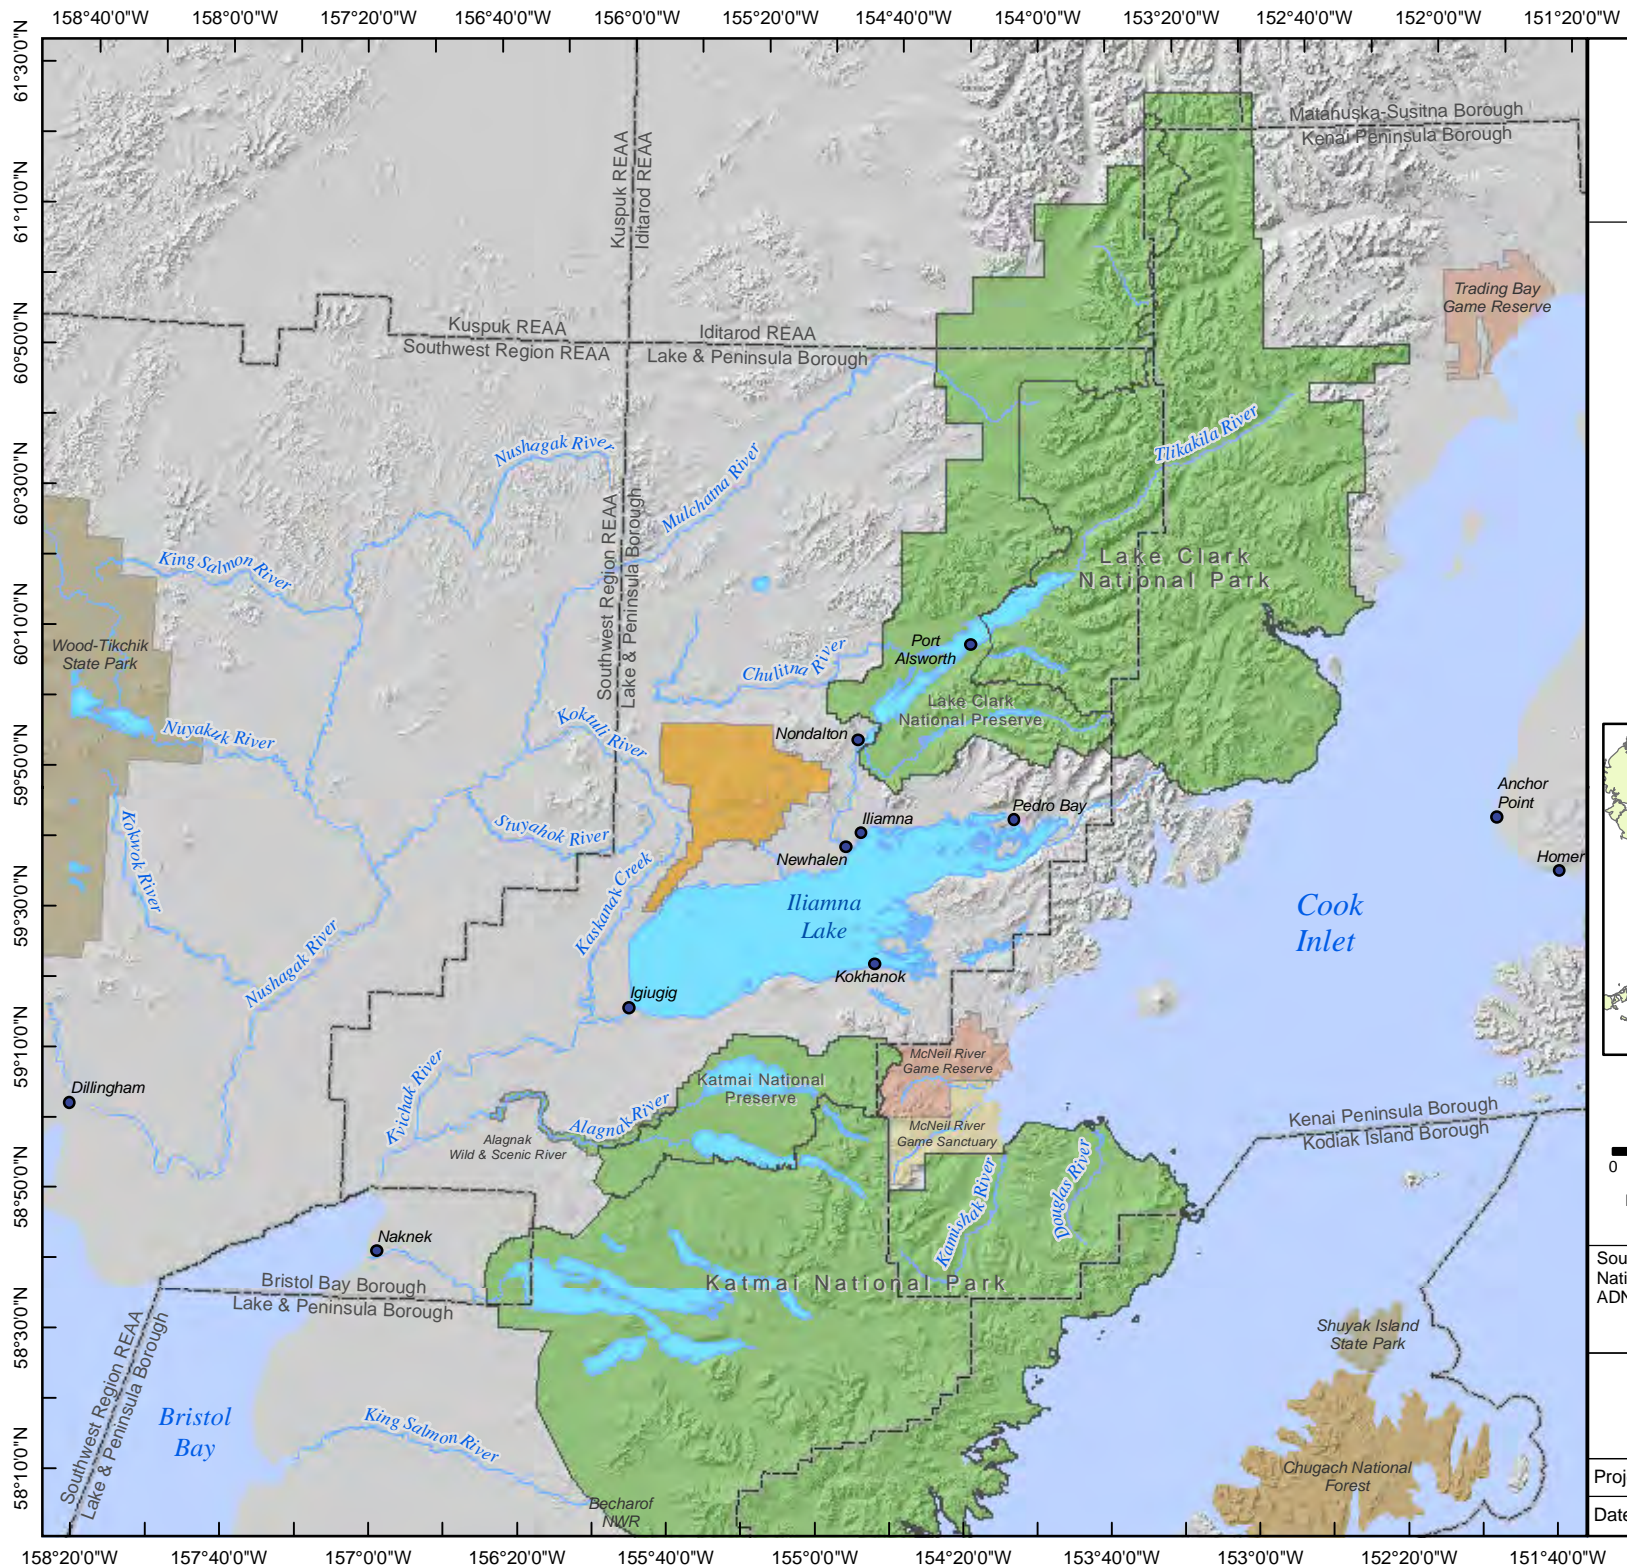 158°40'0"W 158°0'0"W 157°20'0"W 156°40'0"W 156°0'0"W 155°20'0"W 154°40'0"W 154°0'0"W 153°20'0"W 152°40'0"W 152°0'0"W 151°20'0"W
61°30'0"N
61°10'0"N
60°50'0"N
60°30'0"N
60°10'0"N
59°50'0"N
59°30'0"N
59°10'0"N
58°50'0"N
58°30'0"N
58°10'0"N
Matanuska-Susitna Borough
Kenai Peninsula Borough
Kuspuk REAA
Iditarod REAA
Trading Bay
Game Reserve
Kuspuk REAA
Southwest Region REAA
Iditarod REAA
Lake & Peninsula Borough
Nushagak River
Mulchatna River
Tlikakila River
Southwest Region REAA
Lake & Peninsula Borough
King Salmon River
Lake Clark
National Park
Wood-Tikchik
State Park
Port
Alsworth
Chulitna River
Lake Clark
National Preserve
Nuyakuk River
Koktuli River
Nondalton
Pedro Bay
Anchor
Point
Iliamna
Stuyahok River
Kokwok River
Newhalen
Homer
Kaskanak Creek
Iliamna
Lake
Cook
Inlet
Nushagak River
Kokhanok
Igiugig
McNeil River
Game Reserve
Kvichak River
Katmai National
Preserve
Dillingham
Alagnak River
Alagnak
Wild & Scenic River
McNeil River
Game Sanctuary
Kenai Peninsula Borough
Kodiak Island Borough
Kamishak River
Douglas River
0
Naknek
Sou
Nati
ADN
Bristol Bay Borough
Lake & Peninsula Borough
Katmai National Park
Southwest Region REAA
Lake & Peninsula Borough
Shuyak Island
State Park
Bristol
Bay
King Salmon River
Chugach National
Forest
Becharof
NWR
Proj
Date
158°20'0"W 157°40'0"W 157°0'0"W 156°20'0"W 155°40'0"W 155°0'0"W 154°20'0"W 153°40'0"W 153°0'0"W 152°20'0"W 151°40'0"W